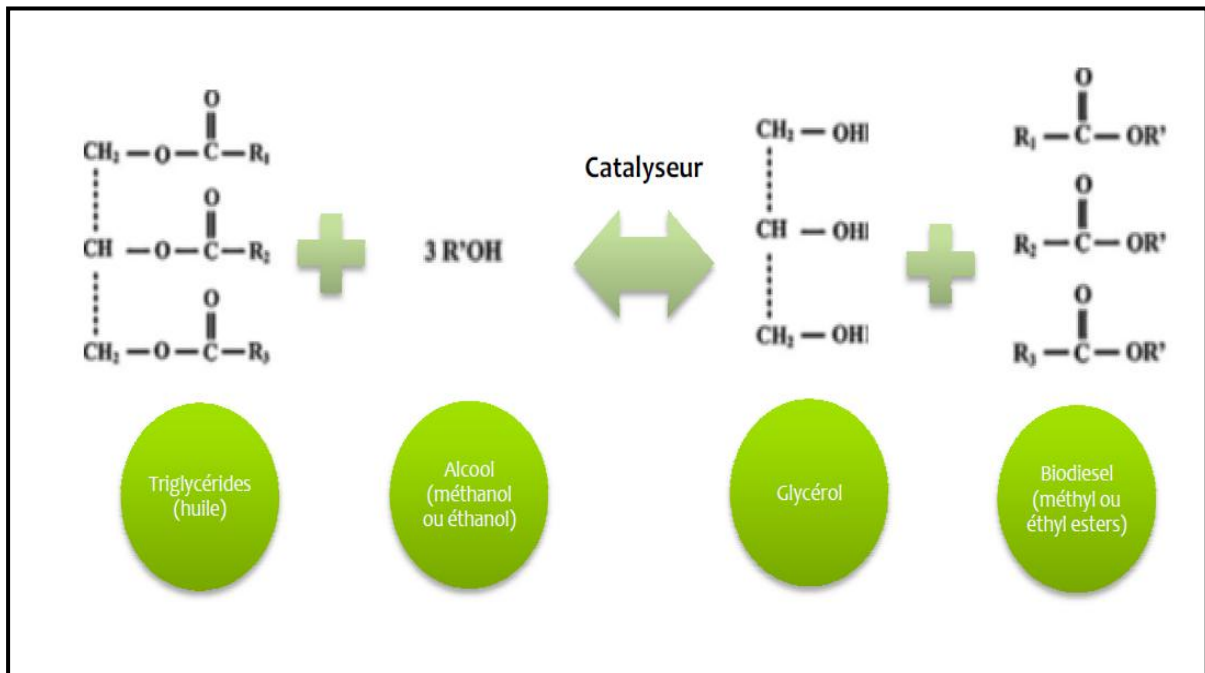 O
CH₂—O—C—R₁
O
CH—O—C—R₂
O
CH₂—O—C—R₃
3 R'OH
Catalyseur
CH₂—OH
CH—OH
CH₂—OH
O
R₁—C—OR'
O
R₂—C—OR'
O
R₃—C—OR'
Triglycérides
(huile)
Alcool
(méthanol
ou éthanol)
Glycérol
Biodiesel
(méthyl ou
éthyl esters)